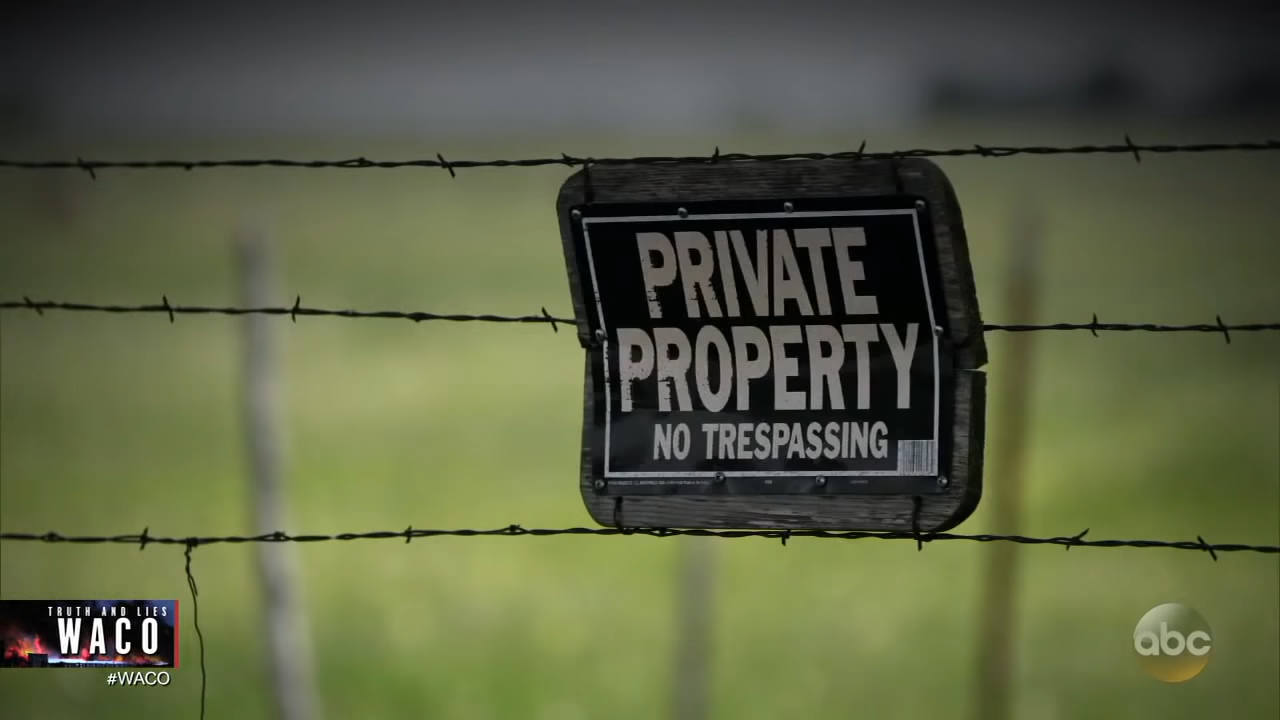 PRIVATE
PROPERTY
NO TRESPASSING
TRUTH AND LIES
WACO
#WACO
abc